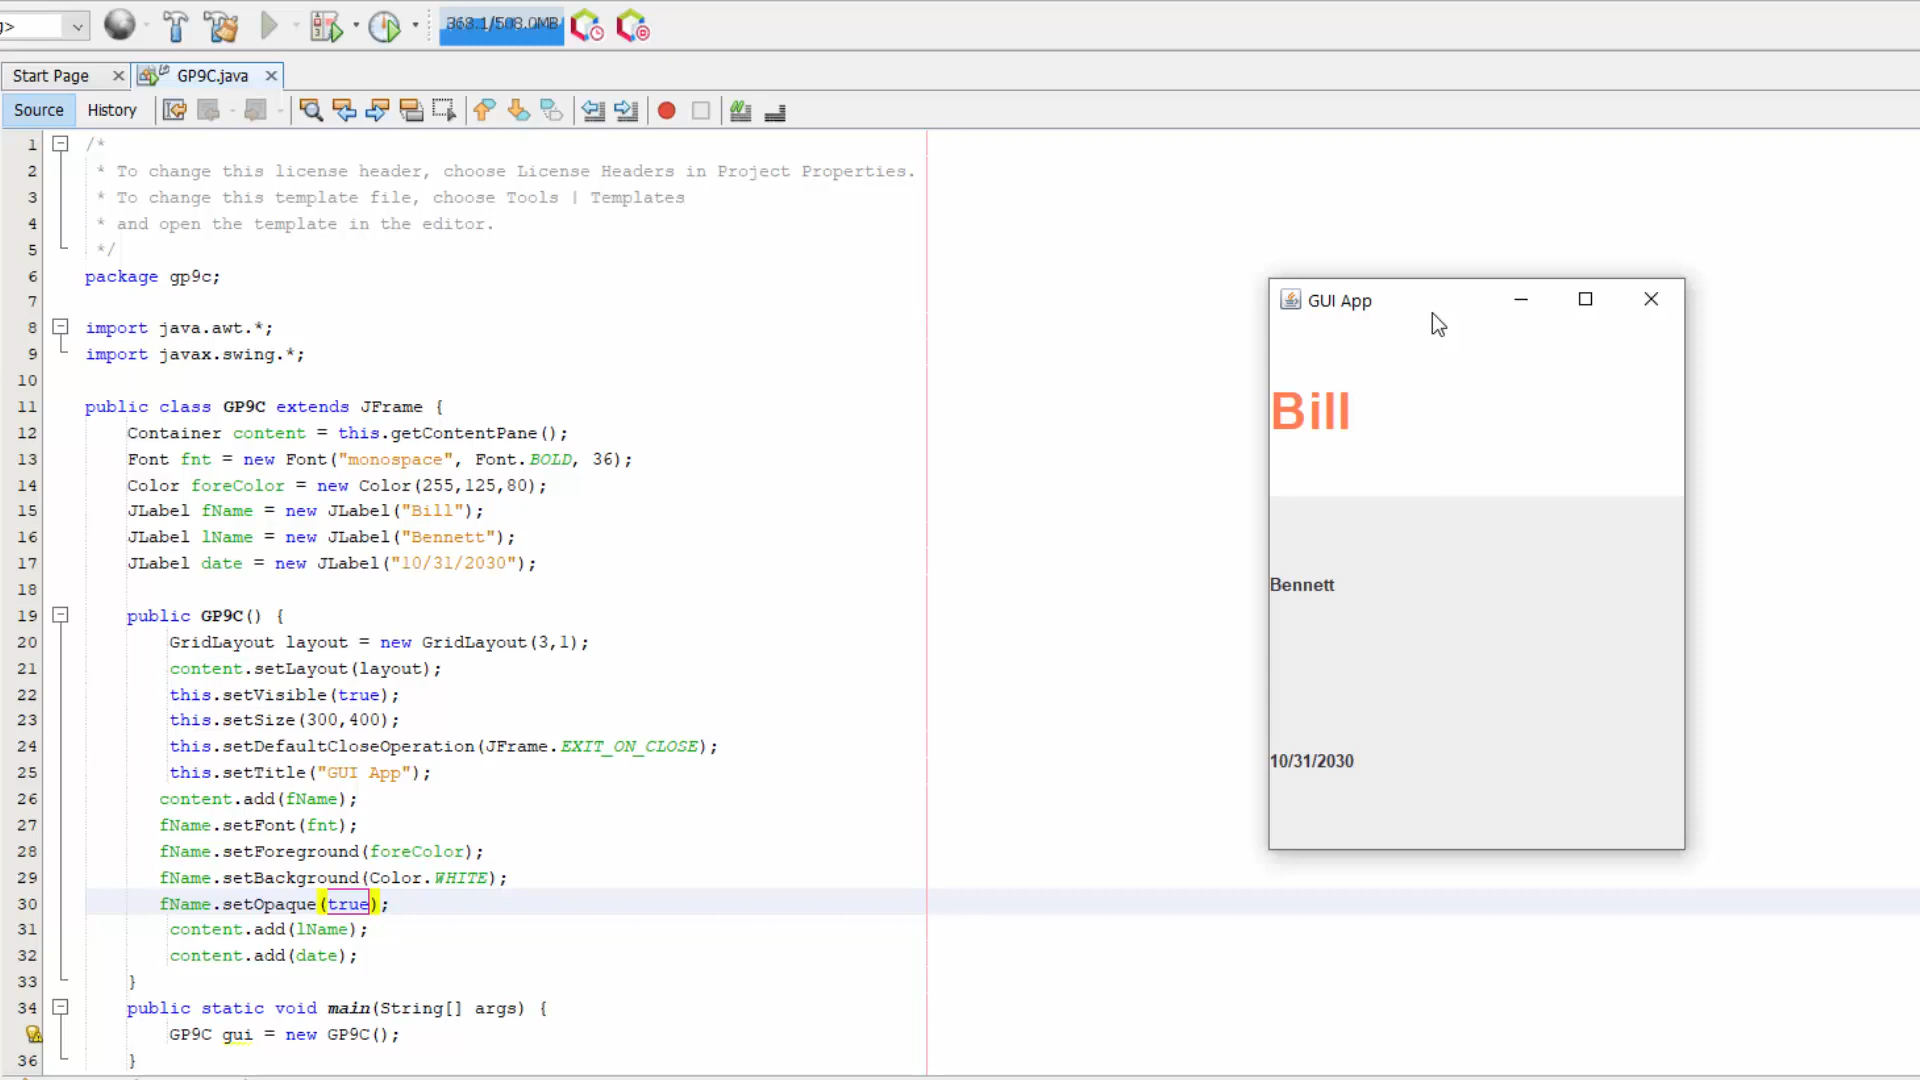 g>
368.1/508.0MB
Start Page
GP9C.java
Source History
1 /*
2 * To change this license header, choose License Headers in Project Properties.
3 * To change this template file, choose Tools | Templates
4 * and open the template in the editor.
5 */
6 package gp9c;
7
8 import java.awt.*;
9 import javax.swing.*;
10
11 public class GP9C extends JFrame {
12 Container content = this.getContentPane();
13 Font fnt = new Font("monospace", Font.BOLD, 36);
14 Color foreColor = new Color(255,125,80);
15 JLabel fName = new JLabel("Bill");
16 JLabel lName = new JLabel("Bennett");
17 JLabel date = new JLabel("10/31/2030");
18
19 public GP9C() {
20 GridLayout layout = new GridLayout(3,1);
21 content.setLayout(layout);
22 this.setVisible(true);
23 this.setSize(300,400);
24 this.setDefaultCloseOperation(JFrame.EXIT_ON_CLOSE);
25 this.setTitle("GUI App");
26 content.add(fName);
27 fName.setFont(fnt);
28 fName.setForeground(foreColor);
29 fName.setBackground(Color.WHITE);
30 fName.setOpaque(true);
31 content.add(lName);
32 content.add(date);
33 }
34 public static void main(String[] args) {
GP9C gui = new GP9C();
36 }
GUI App
Bill
Bennett
10/31/2030